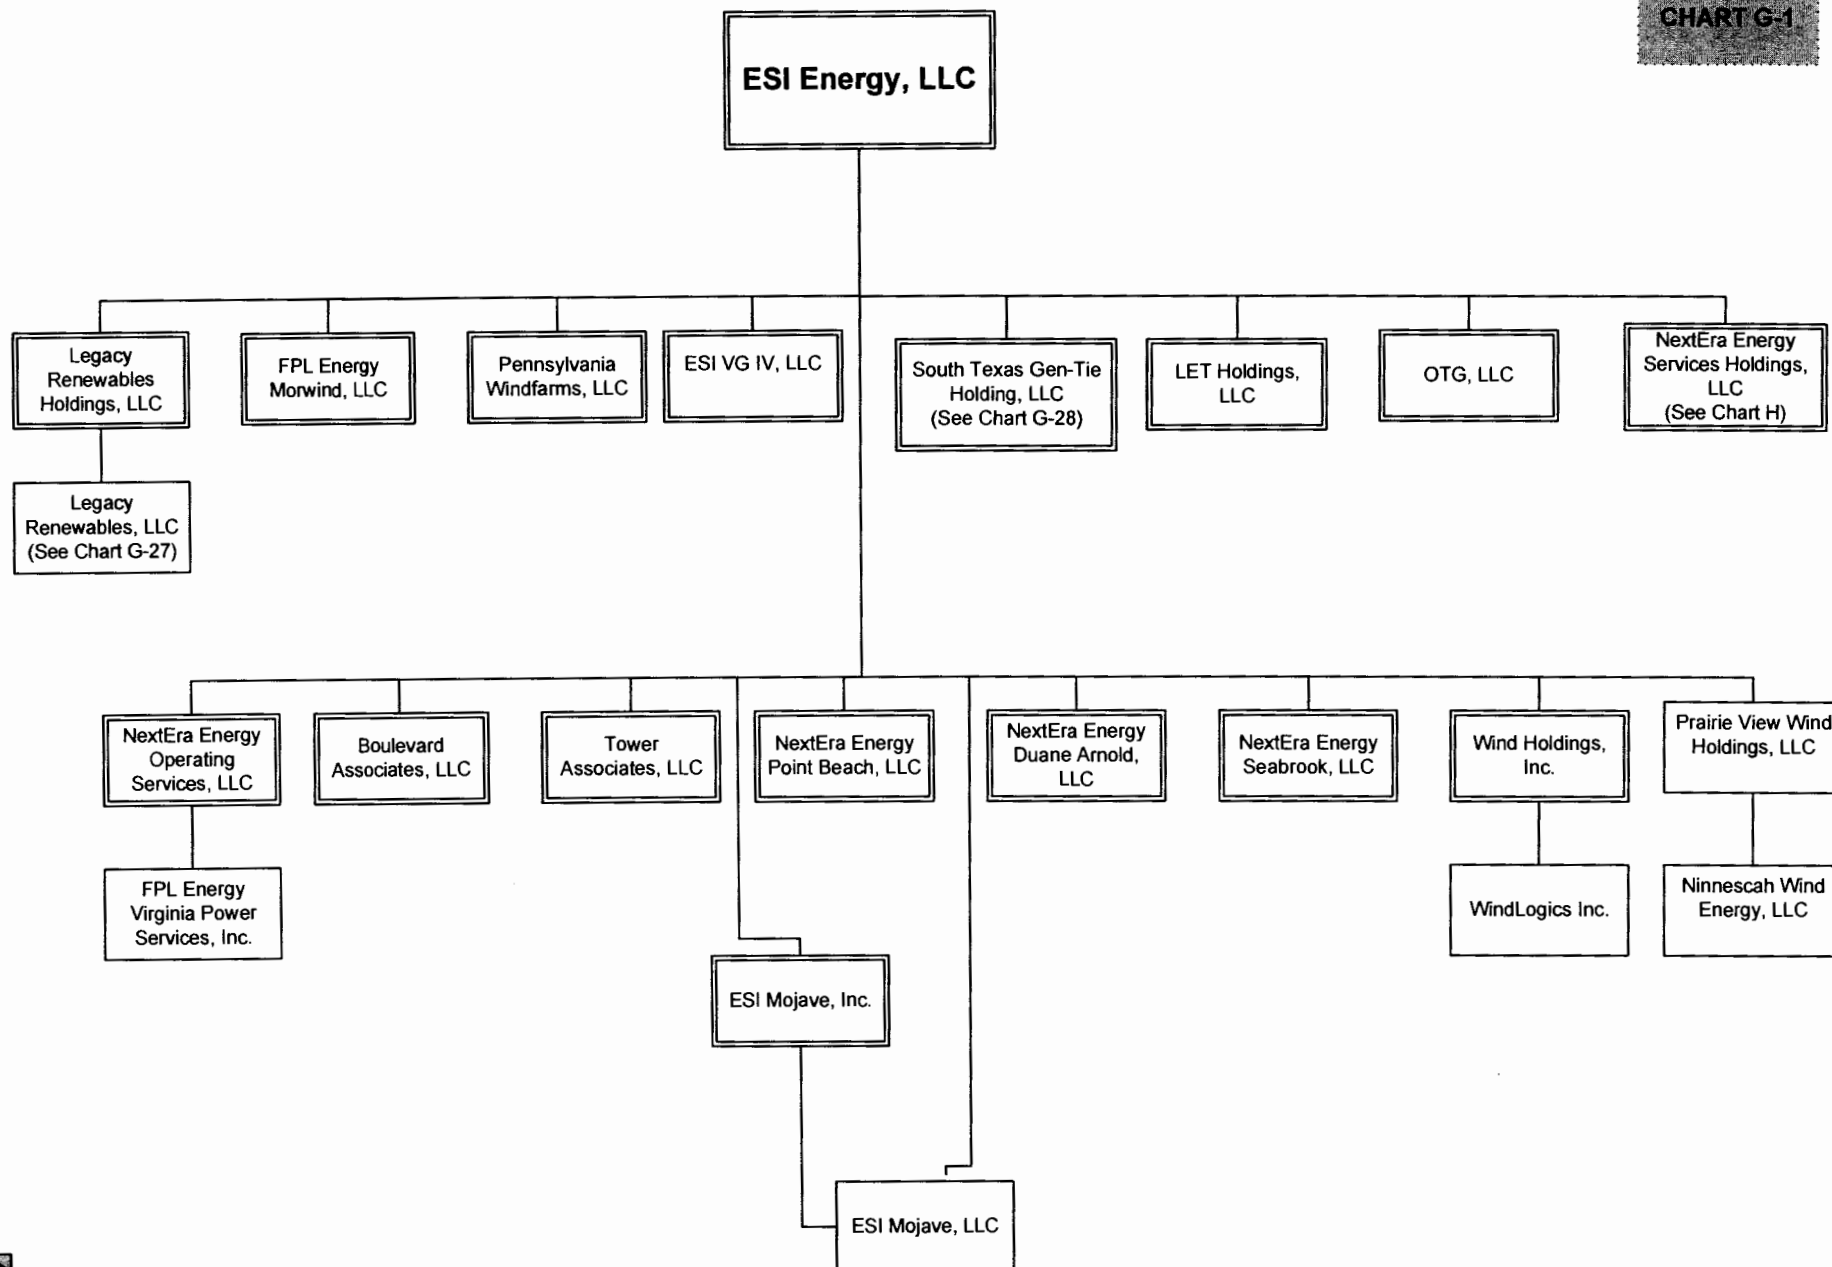 CHART G-1
ESI Energy, LLC
Legacy
Renewables
Holdings, LLC
FPL Energy
Morwind, LLC
Pennsylvania
Windfarms, LLC
ESI VG IV, LLC
South Texas Gen-Tie
Holding, LLC
(See Chart G-28)
LET Holdings,
LLC
OTG, LLC
NextEra Energy
Services Holdings,
LLC
(See Chart H)
Legacy
Renewables, LLC
(See Chart G-27)
NextEra Energy
Operating
Services, LLC
Boulevard
Associates, LLC
Tower
Associates, LLC
NextEra Energy
Point Beach, LLC
NextEra Energy
Duane Arnold,
LLC
NextEra Energy
Seabrook, LLC
Wind Holdings,
Inc.
Prairie View Wind
Holdings, LLC
FPL Energy
Virginia Power
Services, Inc.
WindLogics Inc.
Ninnescah Wind
Energy, LLC
ESI Mojave, Inc.
ESI Mojave, LLC